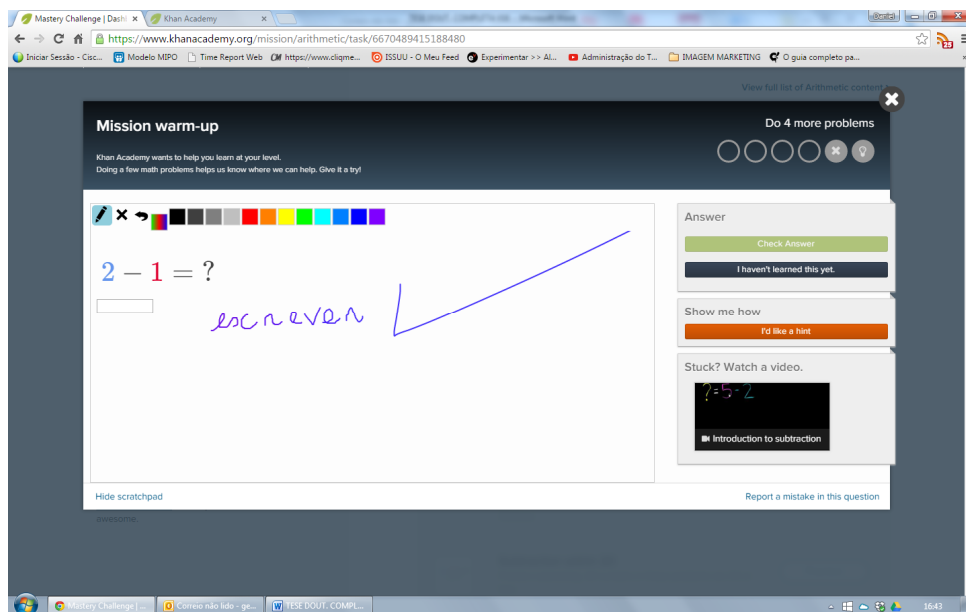 Mastery Challenge | Dashl
Khan Academy
Daniel
https://www.khanacademy.org/mission/arithmetic/task/6670489415188480
25
Iniciar Sessão - Cisc... Modelo MIPO Time Report Web https://www.cliqme... ISSUU - O Meu Feed Experimentar >> Al... Administração do T... IMAGEM MARKETING O guia completo pa...
View full list of Arithmetic content
Mission warm-up
Do 4 more problems
Khan Academy wants to help you learn at your level.
Doing a few math problems helps us know where we can help. Give it a try!
Answer
Check Answer
I haven't learned this yet.
2 − 1 = ?
escrever
Show me how
I'd like a hint
Stuck? Watch a video.
?=5-2
Introduction to subtraction
Hide scratchpad
Report a mistake in this question
awesome.
Mastery Challenge | ... Correio não lido - ge... TESE DOUT. COMPL...
16:43